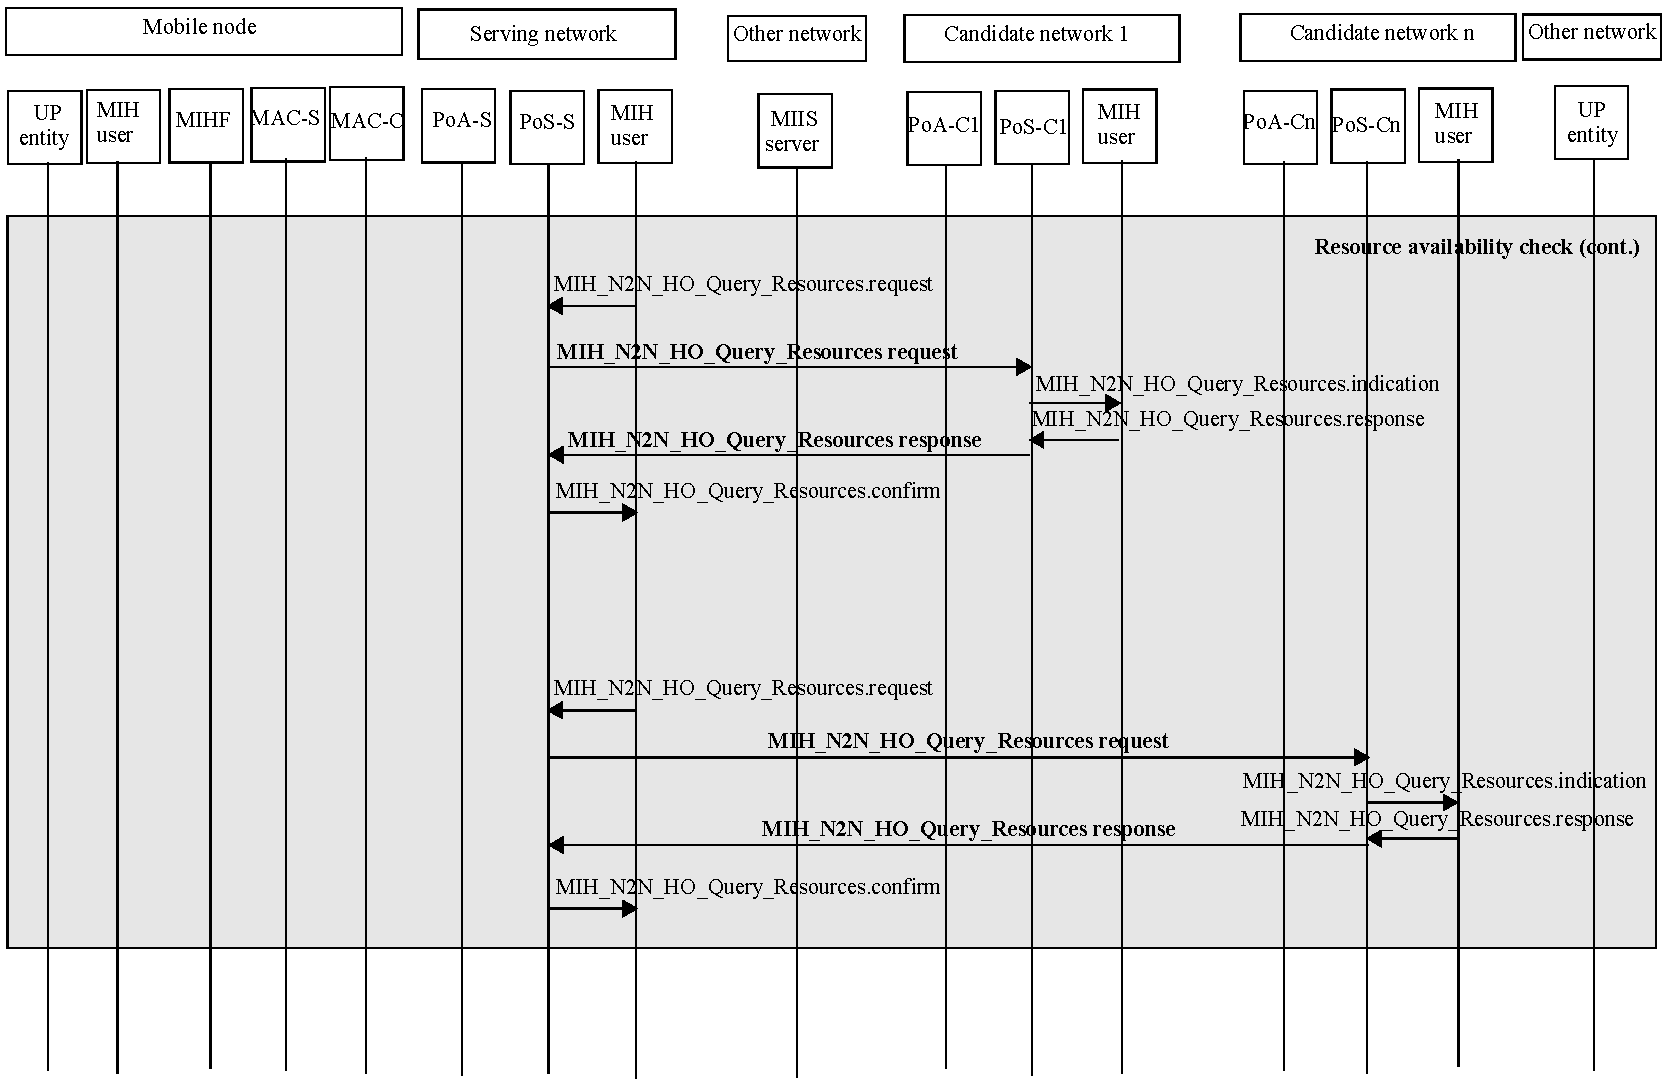 Mobile node
Serving network
Other network
Candidate network 1
Candidate network n
Other network
UP
entity
MIH
user
MIHF
MAC-S
MAC-C
PoA-S
PoS-S
MIH
user
MIIS
server
PoA-C1
PoS-C1
MIH
user
PoA-Cn
PoS-Cn
MIH
user
UP
entity
Resource availability check (cont.)
MIH_N2N_HO_Query_Resources.request
MIH_N2N_HO_Query_Resources request
MIH_N2N_HO_Query_Resources.indication
MIH_N2N_HO_Query_Resources.response
MIH_N2N_HO_Query_Resources response
MIH_N2N_HO_Query_Resources.confirm
MIH_N2N_HO_Query_Resources.request
MIH_N2N_HO_Query_Resources request
MIH_N2N_HO_Query_Resources.indication
MIH_N2N_HO_Query_Resources.response
MIH_N2N_HO_Query_Resources response
MIH_N2N_HO_Query_Resources.confirm